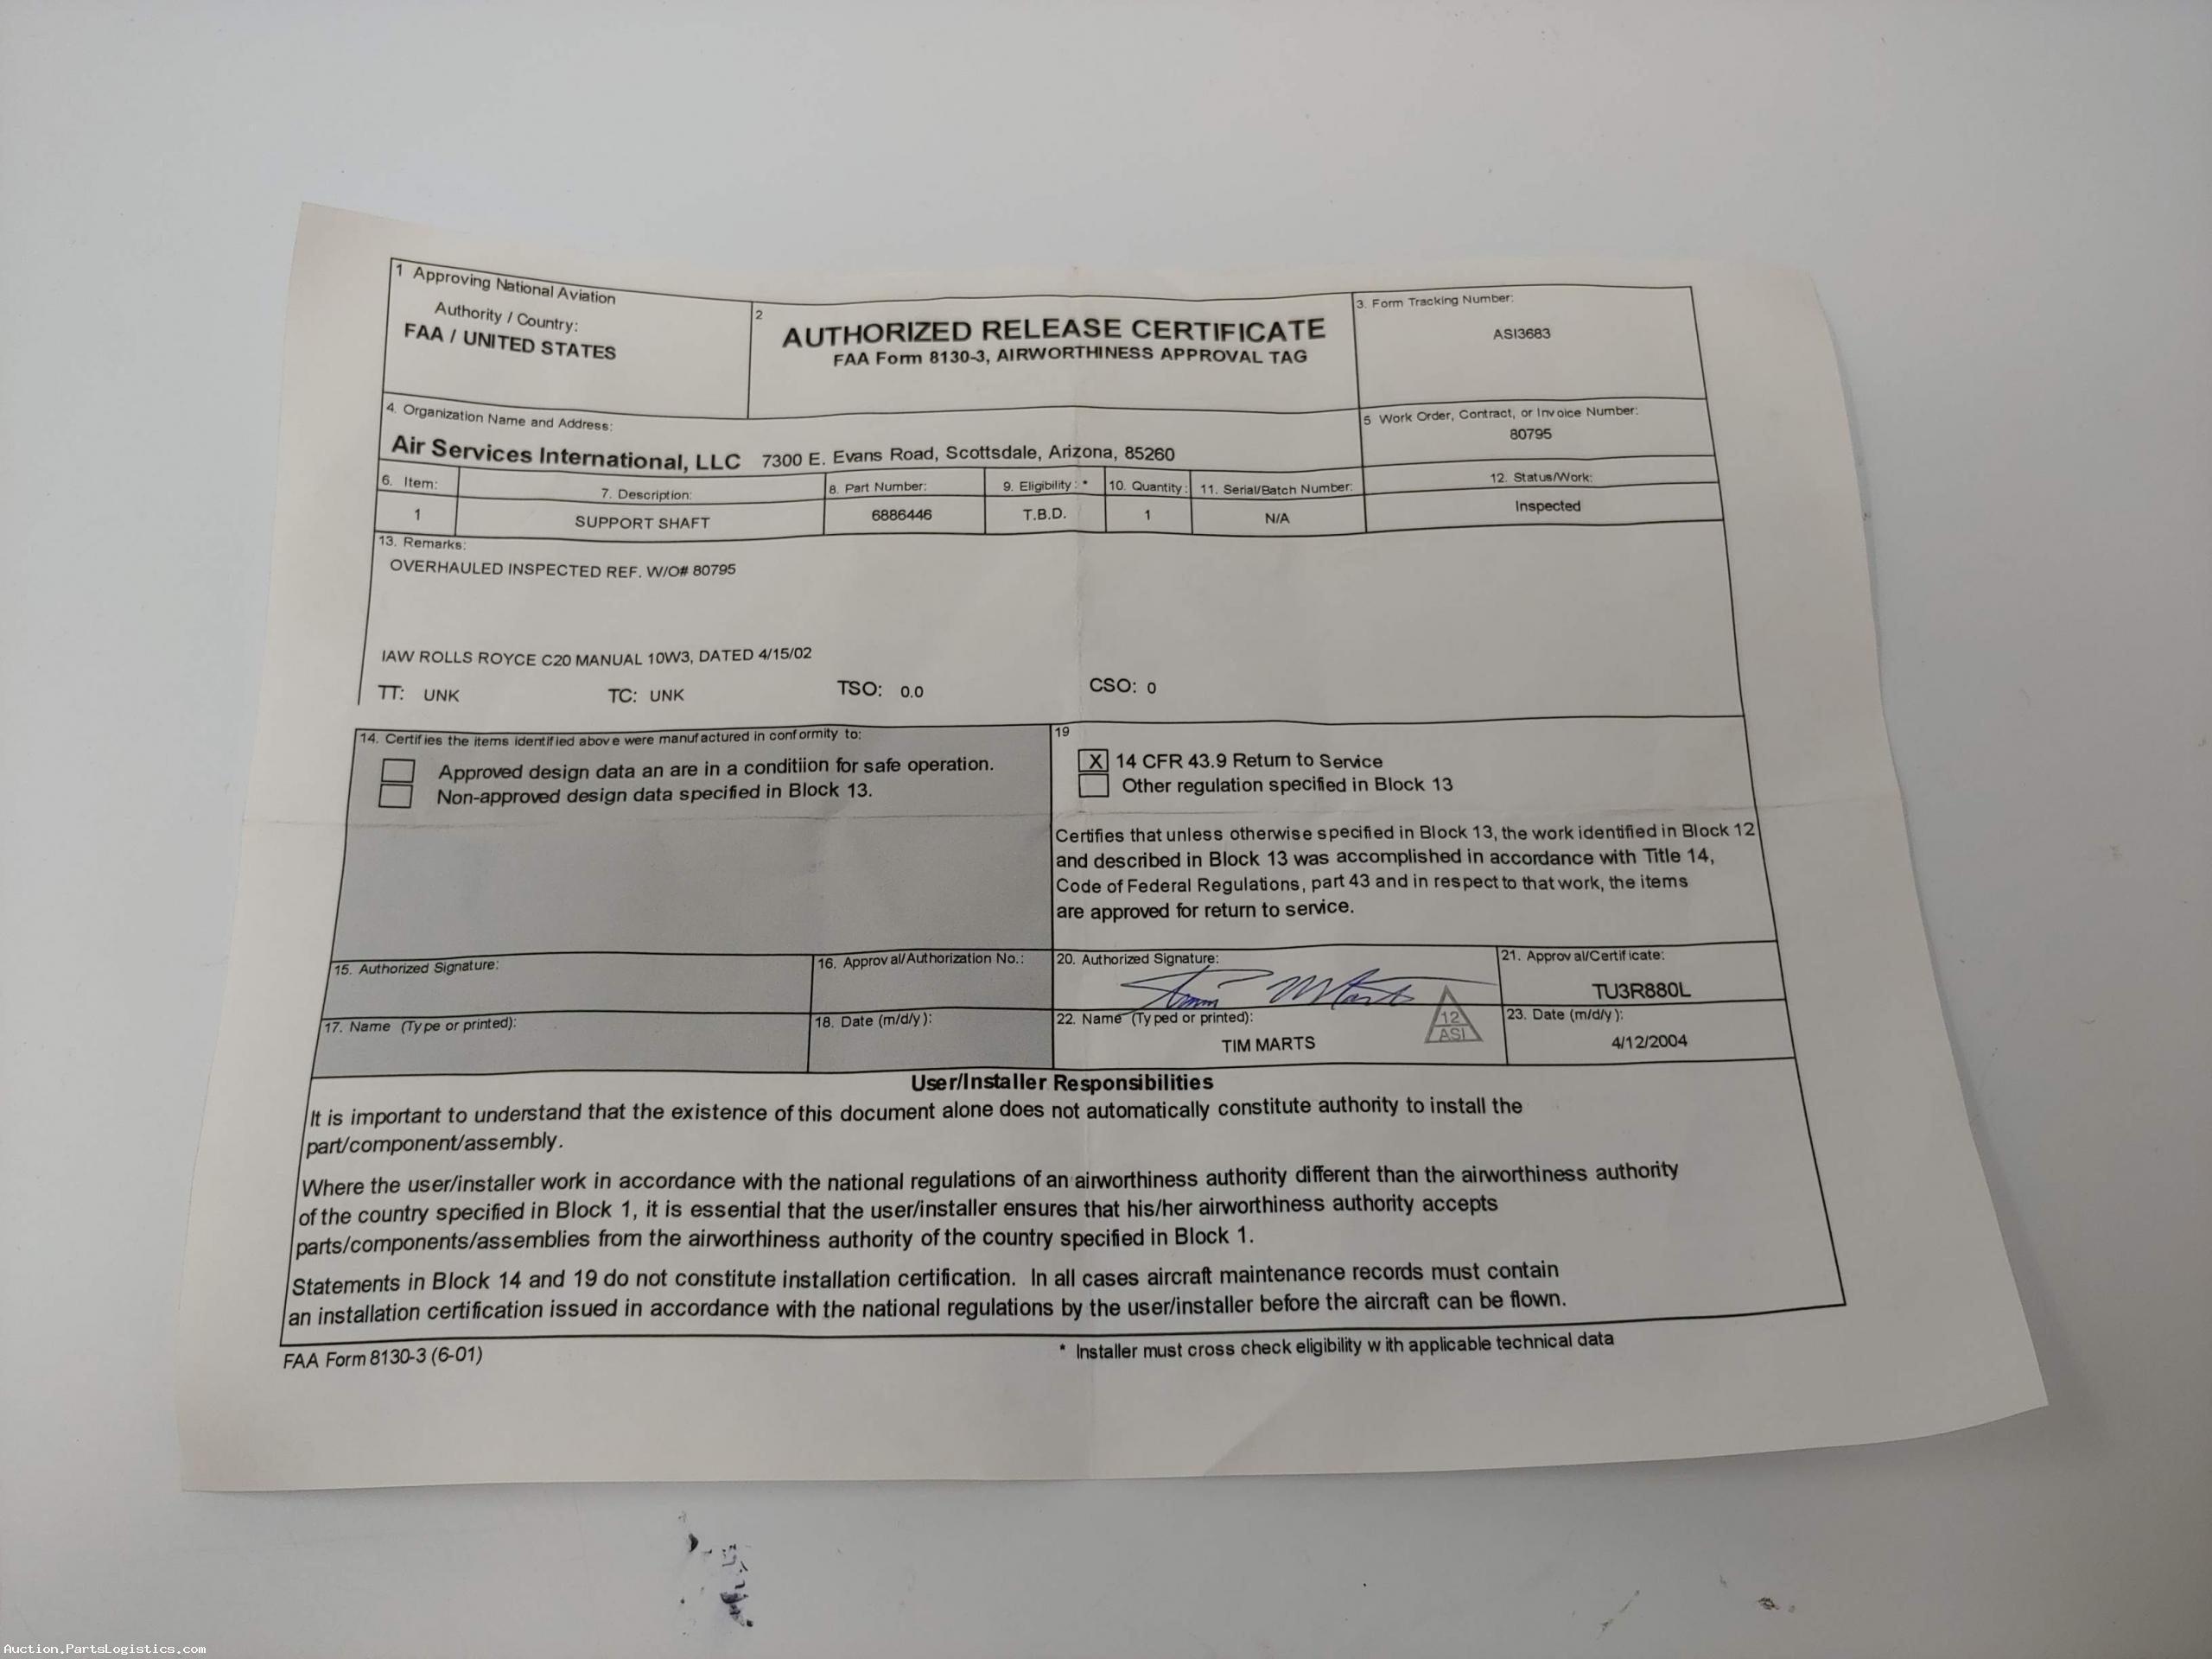 1 Approving National Aviation
Authority / Country:
FAA / UNITED STATES
2
AUTHORIZED RELEASE CERTIFICATE
FAA Form 8130-3, AIRWORTHINESS APPROVAL TAG
3. Form Tracking Number:
ASI3683
4. Organization Name and Address:
Air Services International, LLC 7300 E. Evans Road, Scottsdale, Arizona, 85260
5 Work Order, Contract, or Invoice Number:
80795
6. Item: 7. Description: 8. Part Number: 9. Eligibility : * 10. Quantity: 11. Serial/Batch Number: 12. Status/Work:
1 SUPPORT SHAFT 6886446 T.B.D. 1 N/A Inspected
13. Remarks:
OVERHAULED INSPECTED REF. W/O# 80795
IAW ROLLS ROYCE C20 MANUAL 10W3, DATED 4/15/02
TT: UNK TC: UNK TSO: 0.0 CSO: 0
14. Certifies the items identified above were manufactured in conformity to:
Approved design data an are in a conditiion for safe operation.
Non-approved design data specified in Block 13.
19
X 14 CFR 43.9 Return to Service
Other regulation specified in Block 13
Certifies that unless otherwise specified in Block 13, the work identified in Block 12
and described in Block 13 was accomplished in accordance with Title 14,
Code of Federal Regulations, part 43 and in respect to that work, the items
are approved for return to service.
15. Authorized Signature: 16. Approval/Authorization No.: 20. Authorized Signature: 21. Approval/Certificate:
Tim Marts
TU3R880L
17. Name (Type or printed): 18. Date (m/d/y): 22. Name (Typed or printed): 23. Date (m/d/y):
TIM MARTS
12
ASI
4/12/2004
User/Installer Responsibilities
It is important to understand that the existence of this document alone does not automatically constitute authority to install the
part/component/assembly.
Where the user/installer work in accordance with the national regulations of an airworthiness authority different than the airworthiness authority
of the country specified in Block 1, it is essential that the user/installer ensures that his/her airworthiness authority accepts
parts/components/assemblies from the airworthiness authority of the country specified in Block 1.
Statements in Block 14 and 19 do not constitute installation certification. In all cases aircraft maintenance records must contain
an installation certification issued in accordance with the national regulations by the user/installer before the aircraft can be flown.
FAA Form 8130-3 (6-01)
* Installer must cross check eligibility with applicable technical data
Auction.PartsLogistics.com